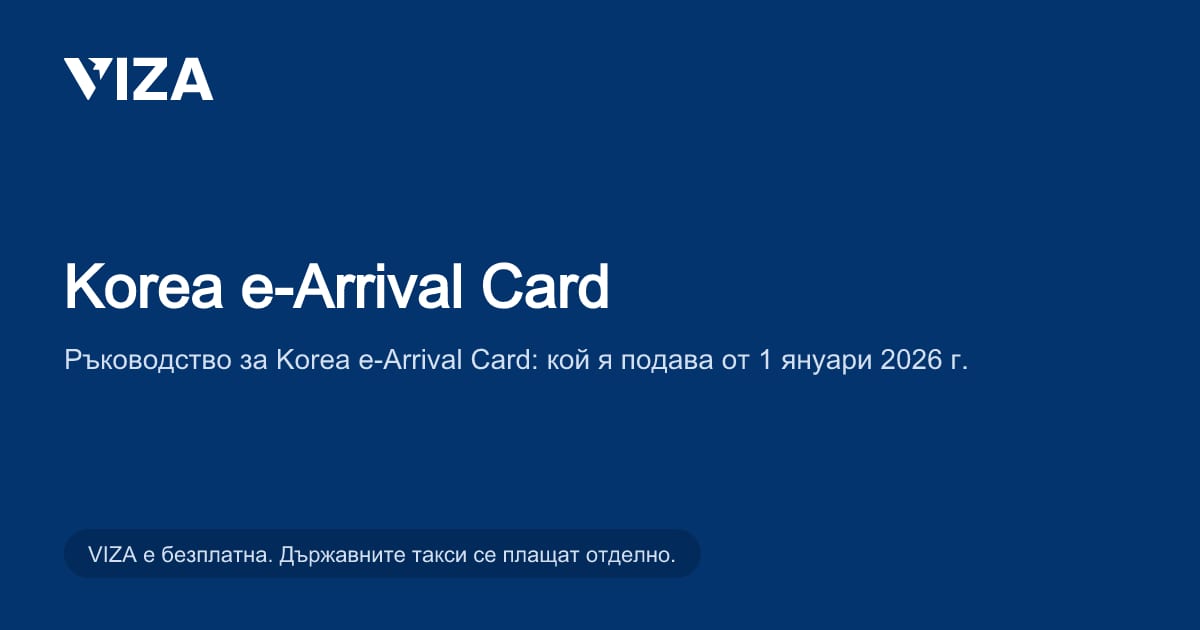 VIZA
Korea e-Arrival Card
Ръководство за Korea e-Arrival Card: кой я подава от 1 януари 2026 г.
VIZA е безплатна. Държавните такси се плащат отделно.